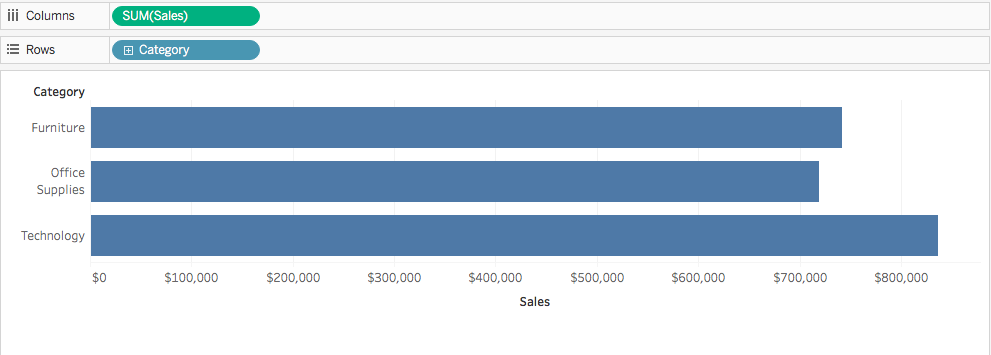 Columns
SUM(Sales)
Rows
Category
Category
Furniture
Office
Supplies
Technology
$0 $100,000 $200,000 $300,000 $400,000 $500,000 $600,000 $700,000 $800,000
Sales